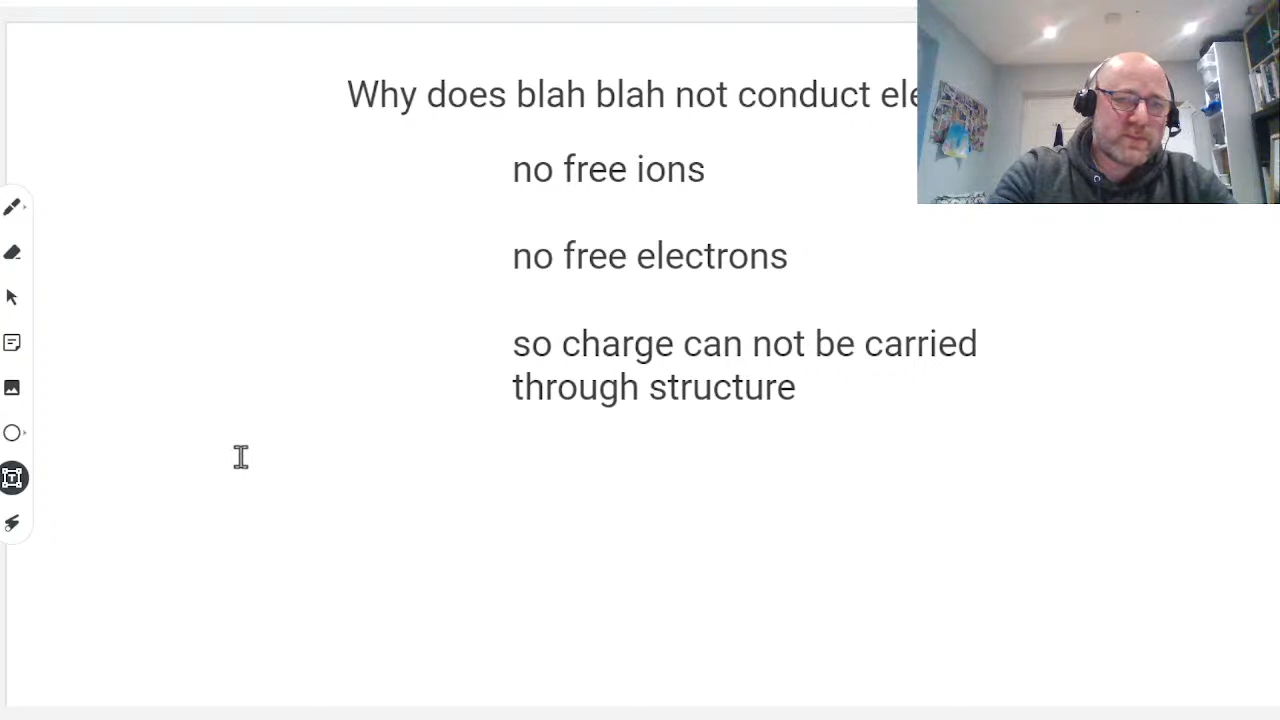 Why does blah blah not conduct
no free ions
no free electrons
so charge can not be carried
through structure